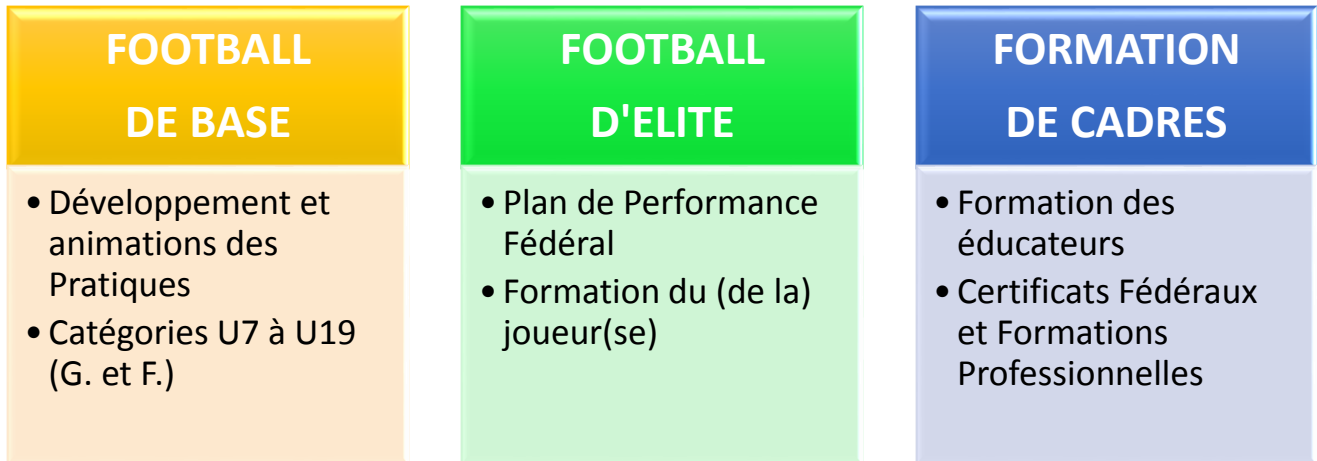 FOOTBALL
DE BASE
• Développement et
animations des
Pratiques
• Catégories U7 à U19
(G. et F.)
FOOTBALL
D'ELITE
• Plan de Performance
Fédéral
• Formation du (de la)
joueur(se)
FORMATION
DE CADRES
• Formation des
éducateurs
• Certificats Fédéraux
et Formations
Professionnelles